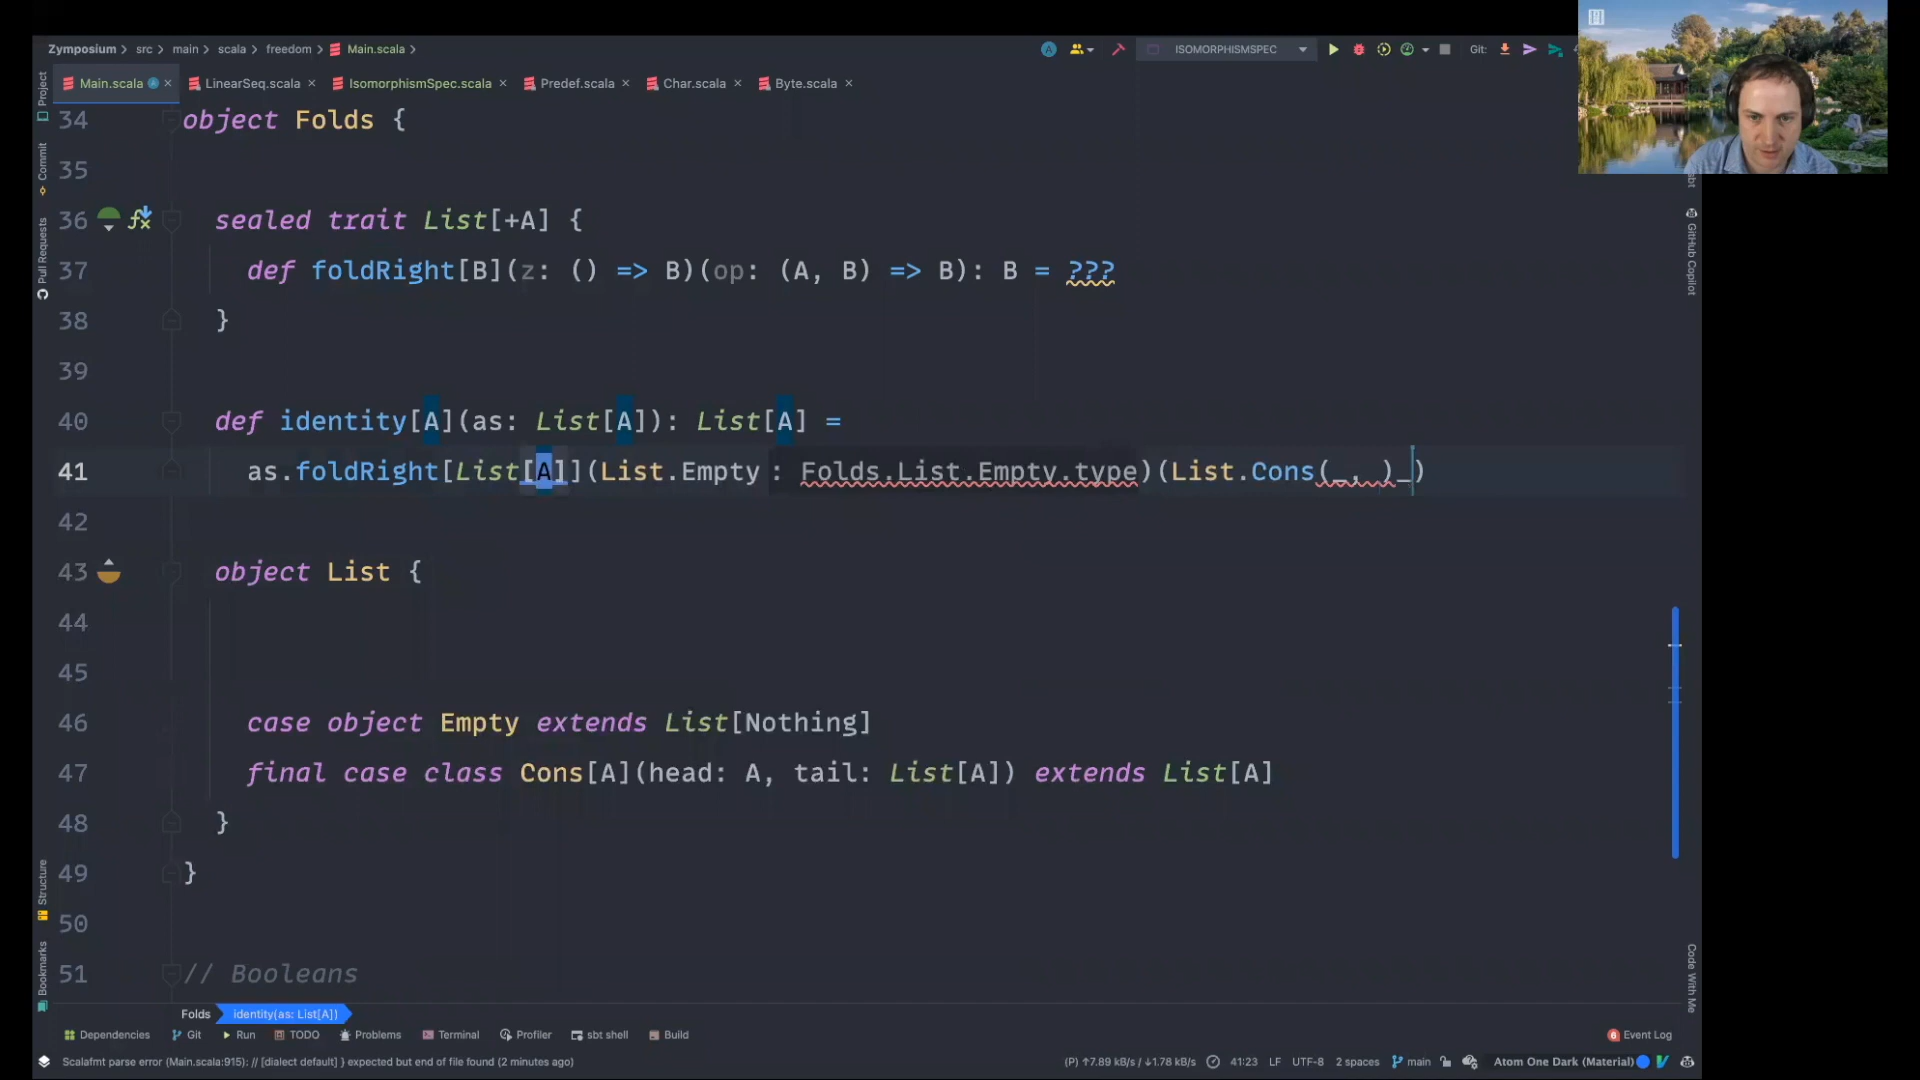 Zymposium src main scala freedom Main.scala ISOMORPHISMSPEC Git:
Main.scala LinearSeq.scala IsomorphismSpec.scala Predef.scala Char.scala Byte.scala
34 object Folds {
35
36 sealed trait List[+A] {
37 def foldRight[B](z: () => B)(op: (A, B) => B): B = ???
38 }
39
40 def identity[A](as: List[A]): List[A] =
41 as.foldRight[List[A]](List.Empty : Folds.List.Empty.type)(List.Cons(_, )_)
42
43 object List {
44
45
46 case object Empty extends List[Nothing]
47 final case class Cons[A](head: A, tail: List[A]) extends List[A]
48 }
49 }
50
51 // Booleans
Project
Commit
Pull Requests
Structure
Bookmarks
sbt
GitHub Copilot
Code With Me
Folds identity(as: List[A])
Dependencies Git Run TODO Problems Terminal Profiler sbt shell Build 6 Event Log
Scalafmt parse error (Main.scala:915): // [dialect default] } expected but end of file found (2 minutes ago) (P) ↑7.89 kB/s / ↓1.78 kB/s 41:23 LF UTF-8 2 spaces main Atom One Dark (Material)